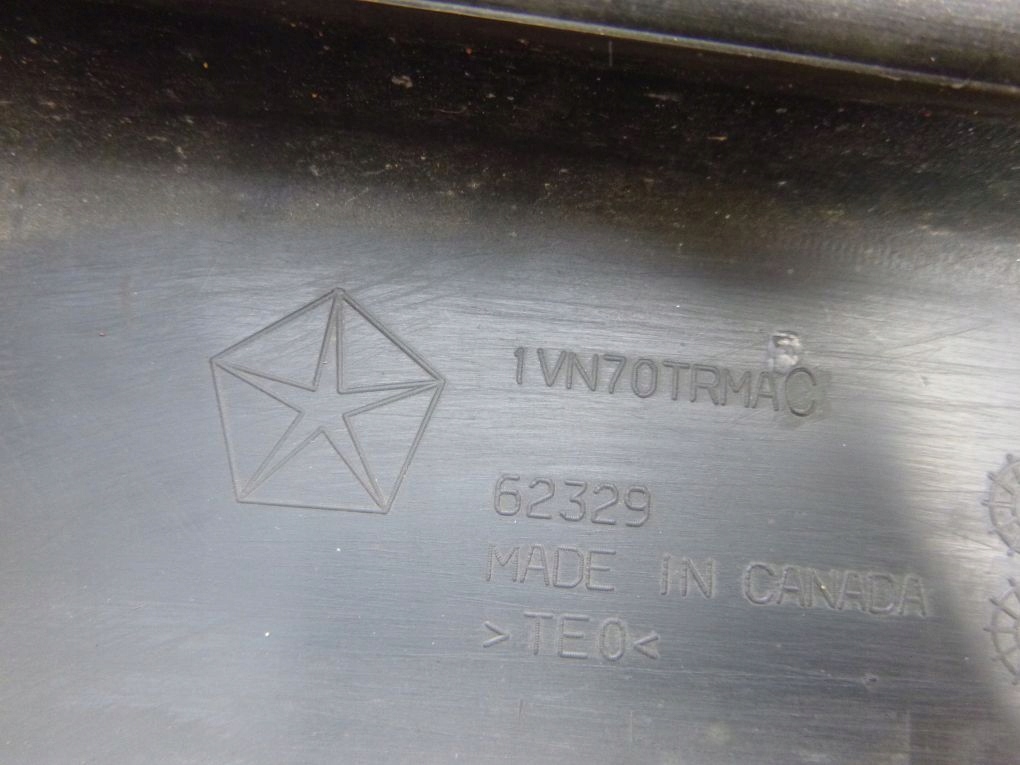 1VN70TRMAC
62329
MADE IN CANADA
>TEO<